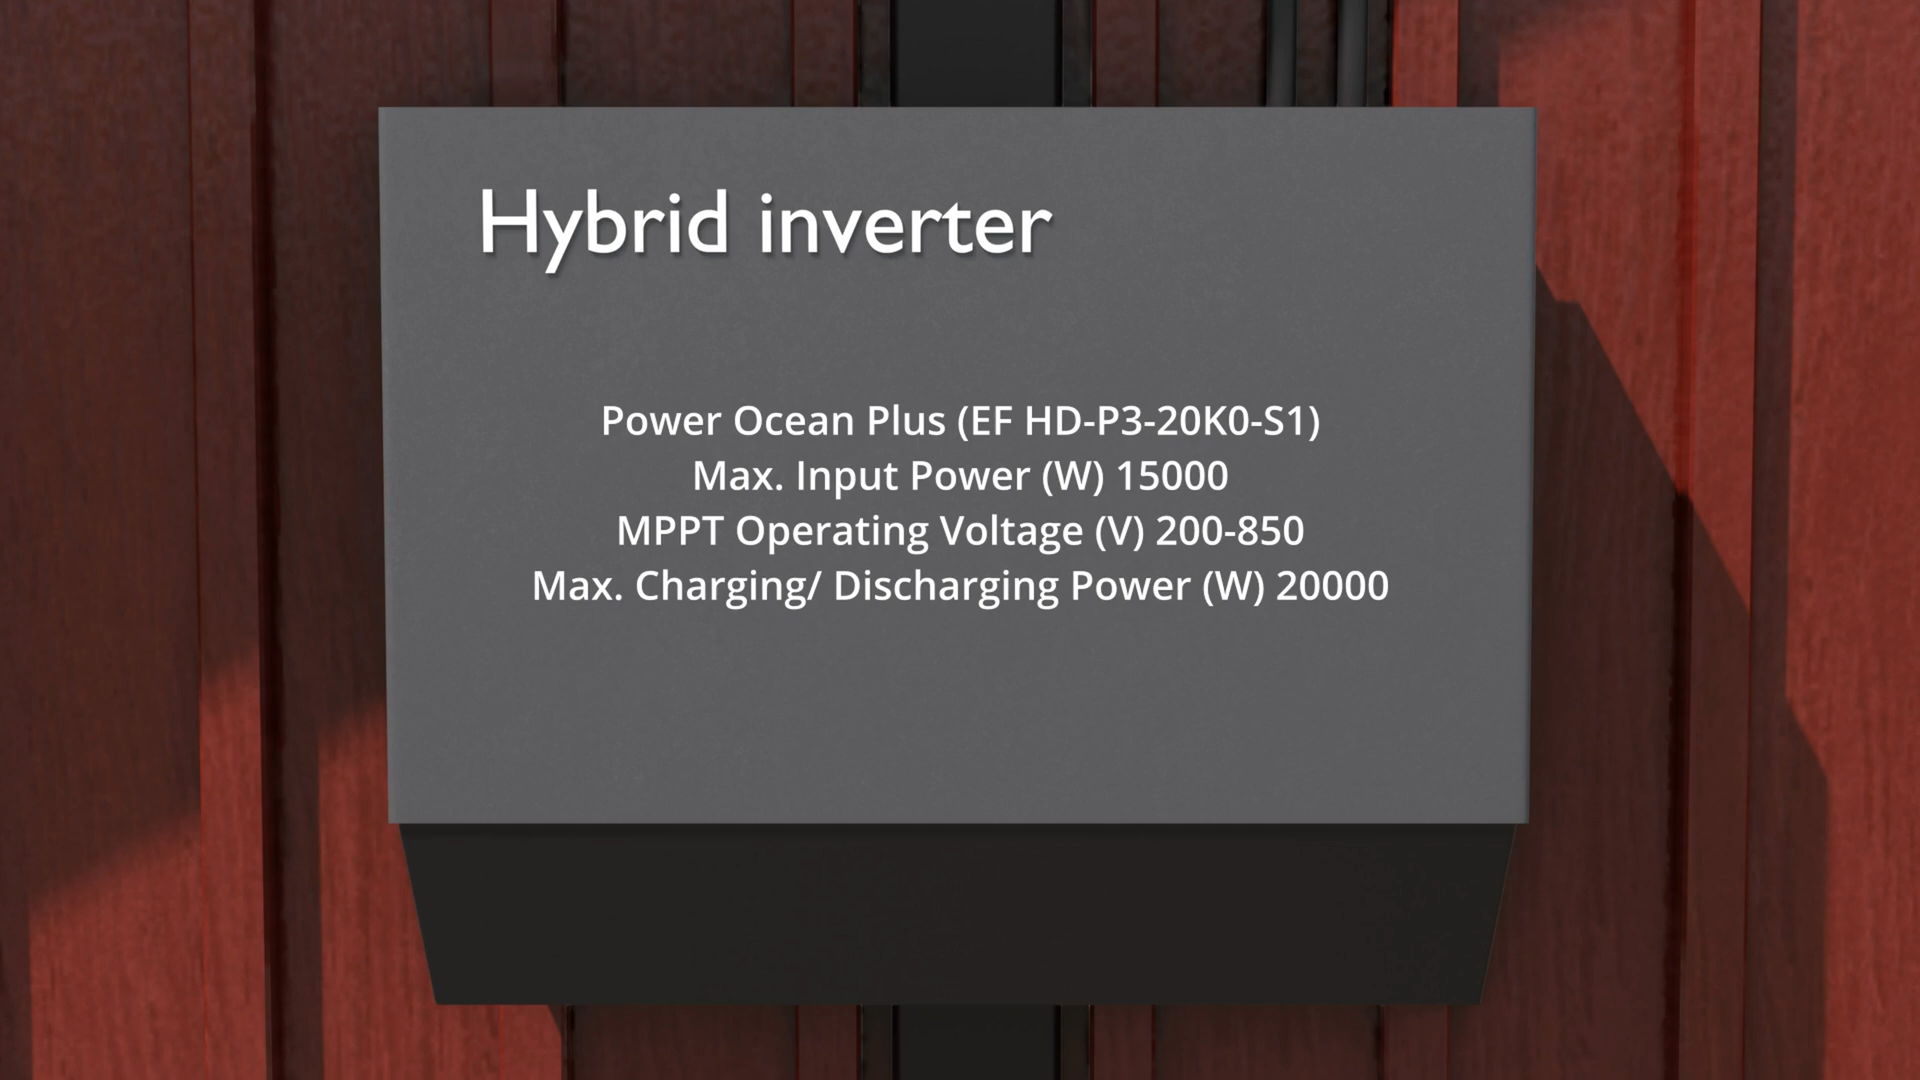 Hybrid inverter
Power Ocean Plus (EF HD-P3-20K0-S1)
Max. Input Power (W) 15000
MPPT Operating Voltage (V) 200-850
Max. Charging/ Discharging Power (W) 20000